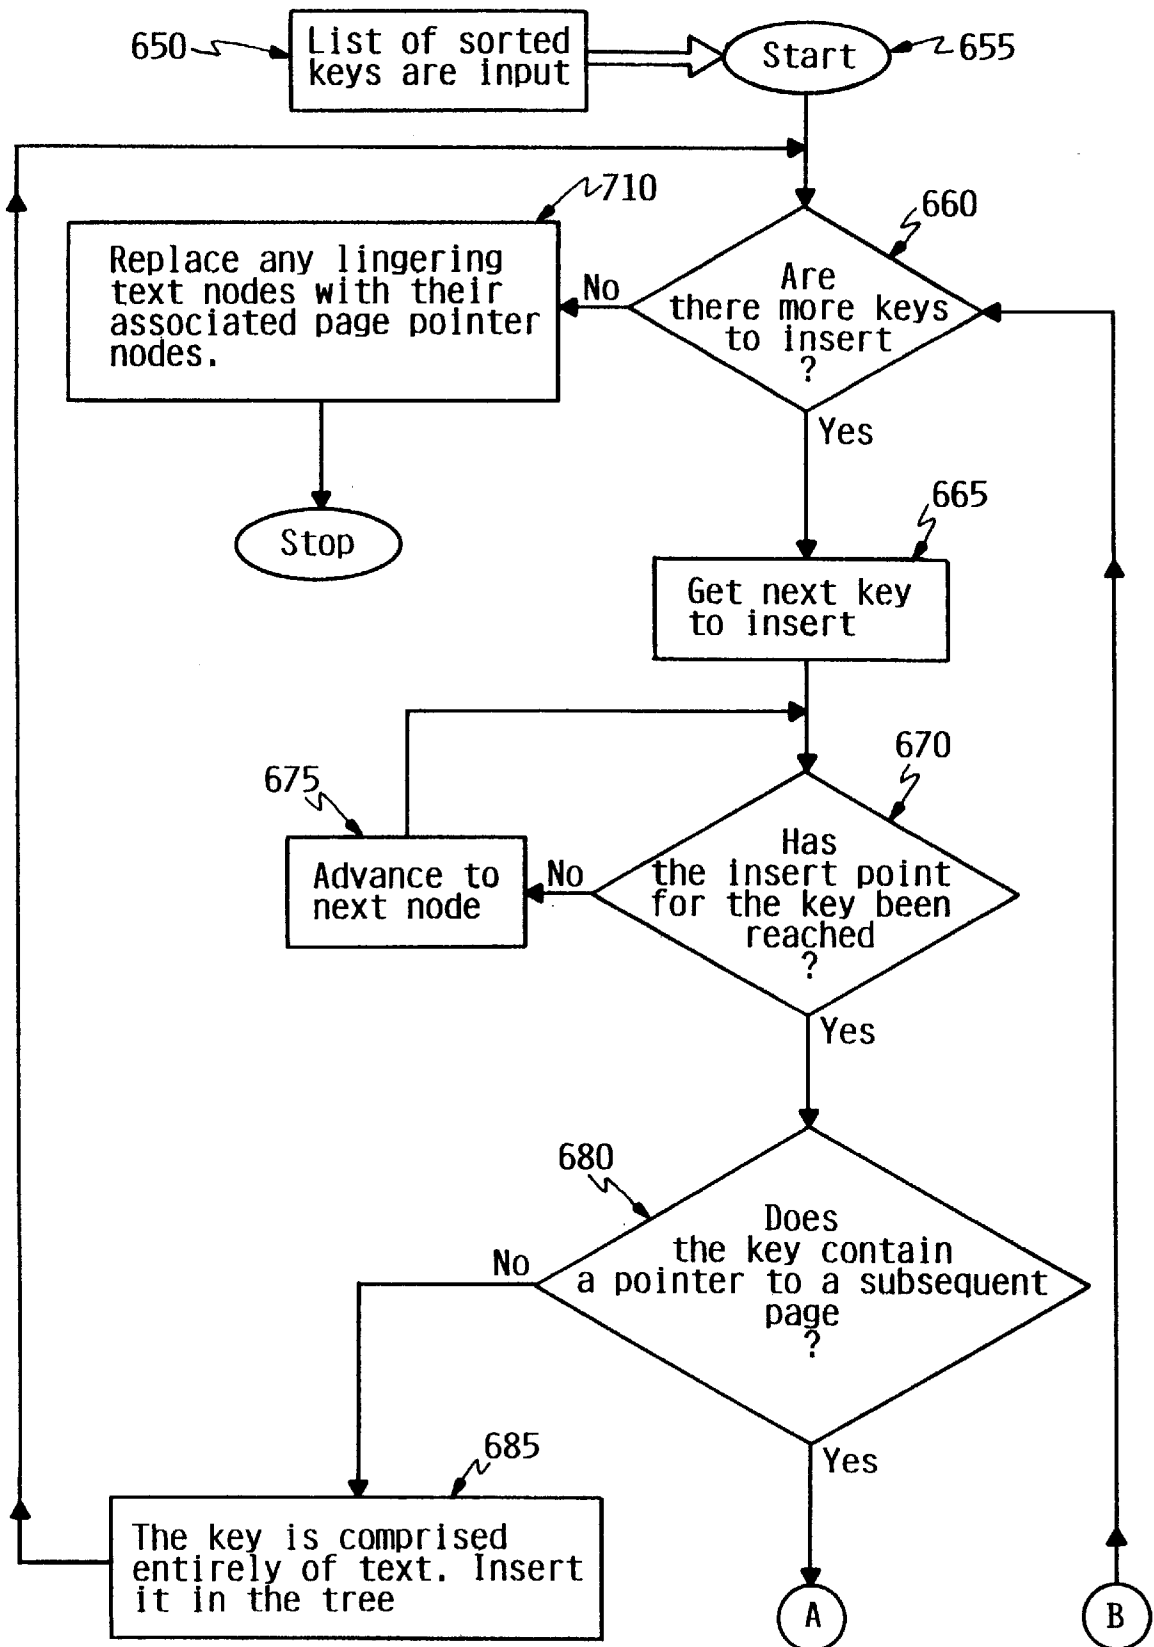 650
List of sorted
keys are input
Start
655
710
660
Replace any lingering
text nodes with their
associated page pointer
nodes.
No
Are
there more keys
to insert
?
Yes
Stop
665
Get next key
to insert
670
675
Advance to
next node
No
Has
the insert point
for the key been
reached
?
Yes
680
Does
the key contain
a pointer to a subsequent
page
?
No
Yes
685
The key is comprised
entirely of text. Insert
it in the tree
A
B